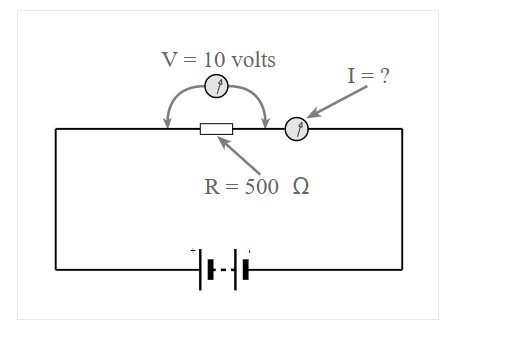 V = 10 volts
I = ?
R = 500 Ω
+